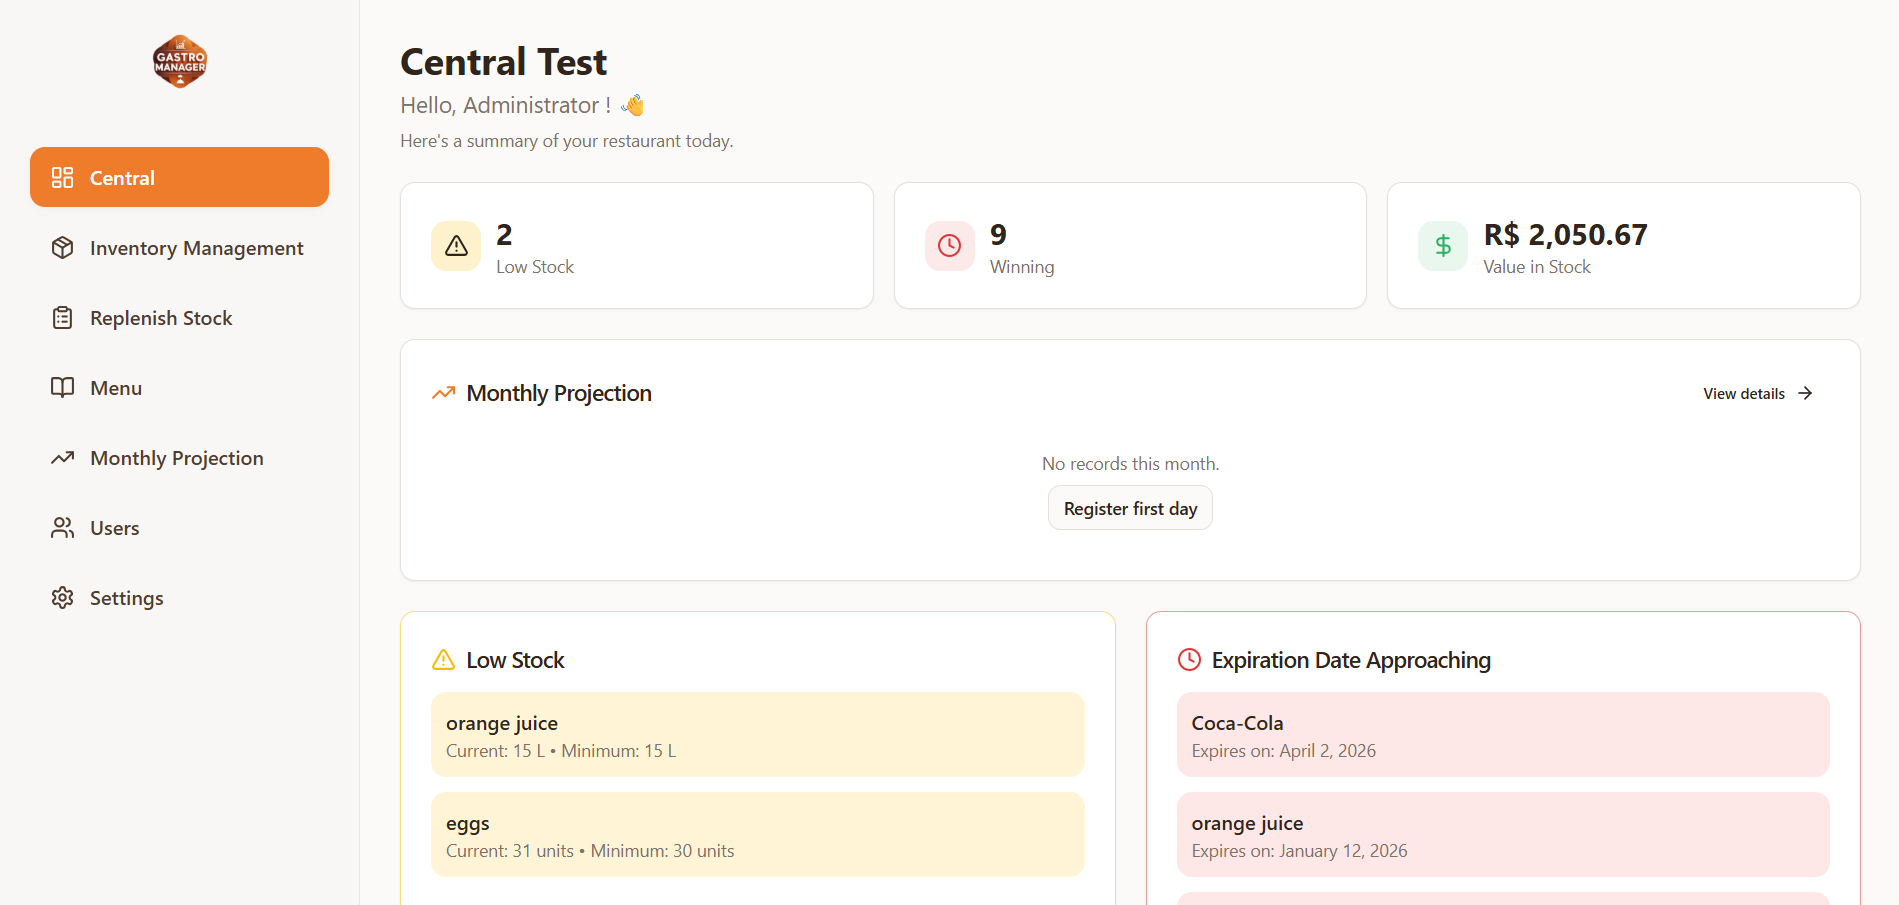 GASTRO
MANAGER
Central
Inventory Management
Replenish Stock
Menu
Monthly Projection
Users
Settings
Central Test
Hello, Administrator ! 👋
Here's a summary of your restaurant today.
2
Low Stock
9
Winning
R$ 2,050.67
Value in Stock
Monthly Projection
View details
No records this month.
Register first day
Low Stock
orange juice
Current: 15 L • Minimum: 15 L
eggs
Current: 31 units • Minimum: 30 units
Expiration Date Approaching
Coca-Cola
Expires on: April 2, 2026
orange juice
Expires on: January 12, 2026